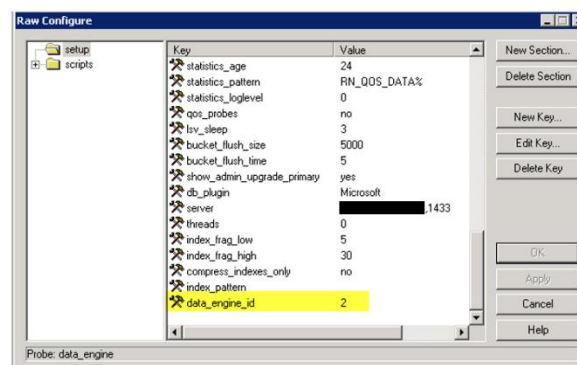 Raw Configure
setup
scripts
Key Value
statistics_age 24
statistics_pattern RN_QOS_DATA%
statistics_loglevel 0
qos_probes no
lsv_sleep 3
bucket_flush_size 5000
bucket_flush_time 5
show_admin_upgrade_primary yes
db_plugin Microsoft
server ,1433
threads 0
index_frag_low 5
index_frag_high 30
compress_indexes_only no
index_pattern
data_engine_id 2
New Section...
Delete Section
New Key...
Edit Key...
Delete Key
OK
Apply
Cancel
Help
Probe: data_engine